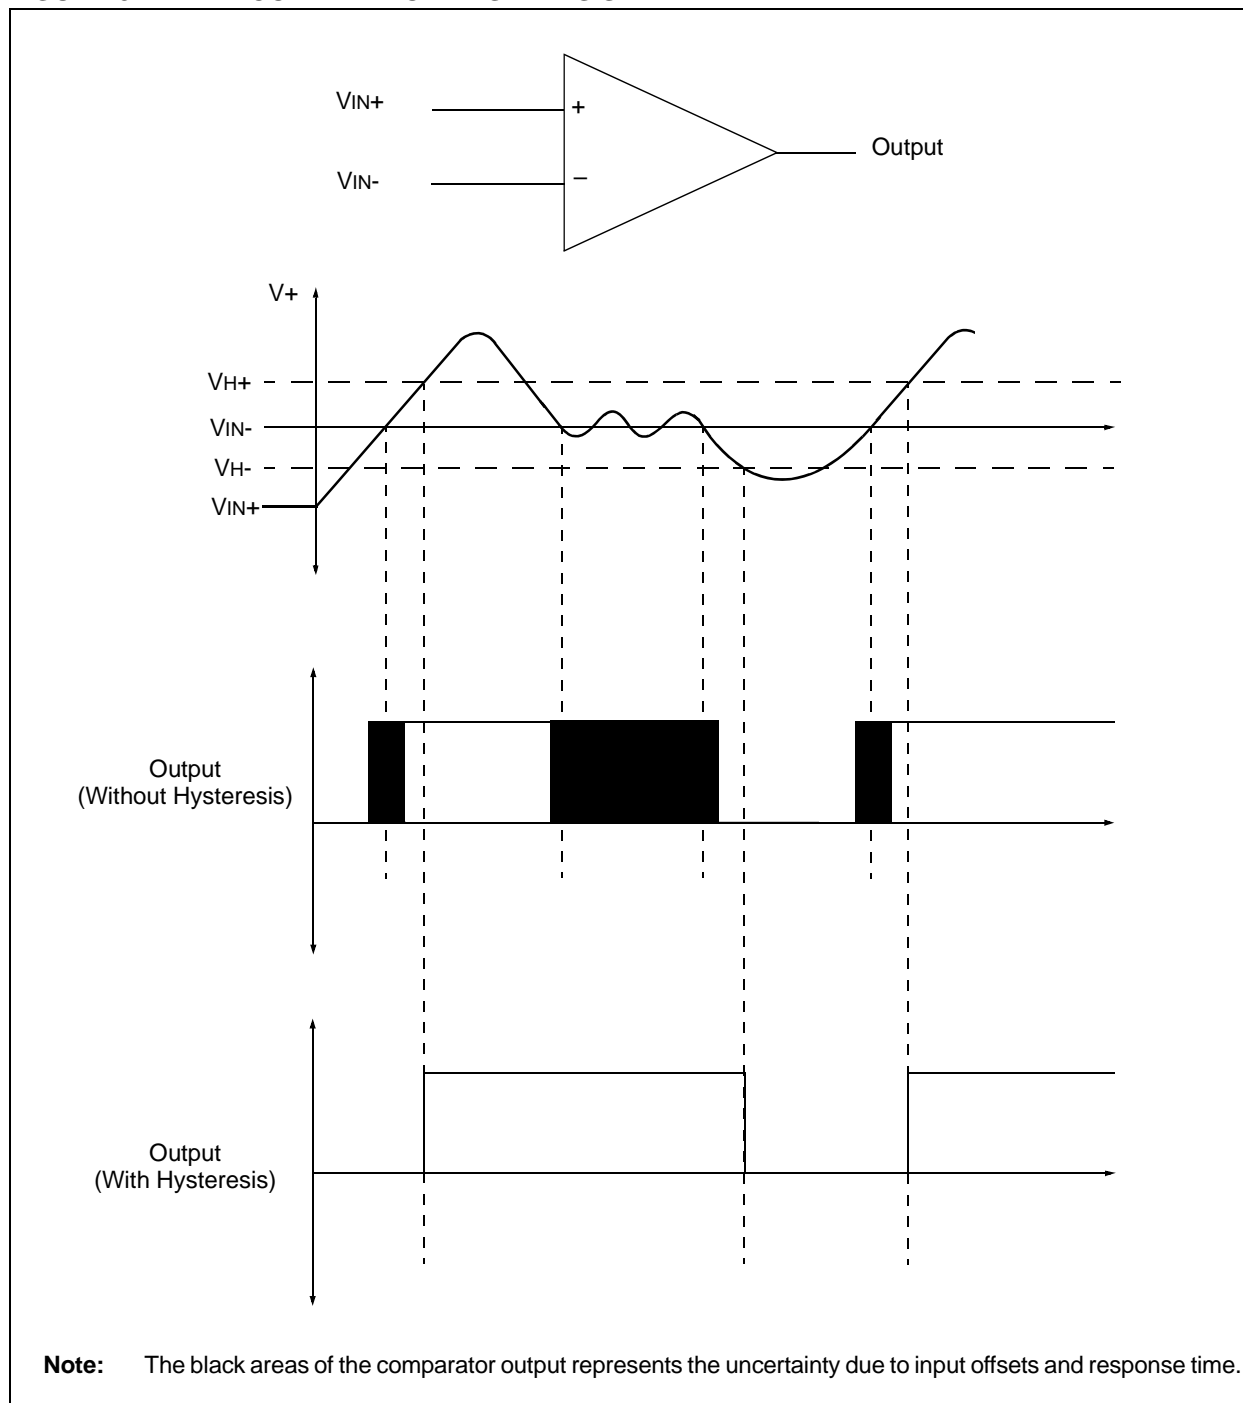 VIN+
+
Output
VIN-
–
V+
VH+
VIN-
VH-
VIN+
Output
(Without Hysteresis)
Output
(With Hysteresis)
Note: The black areas of the comparator output represents the uncertainty due to input offsets and response time.